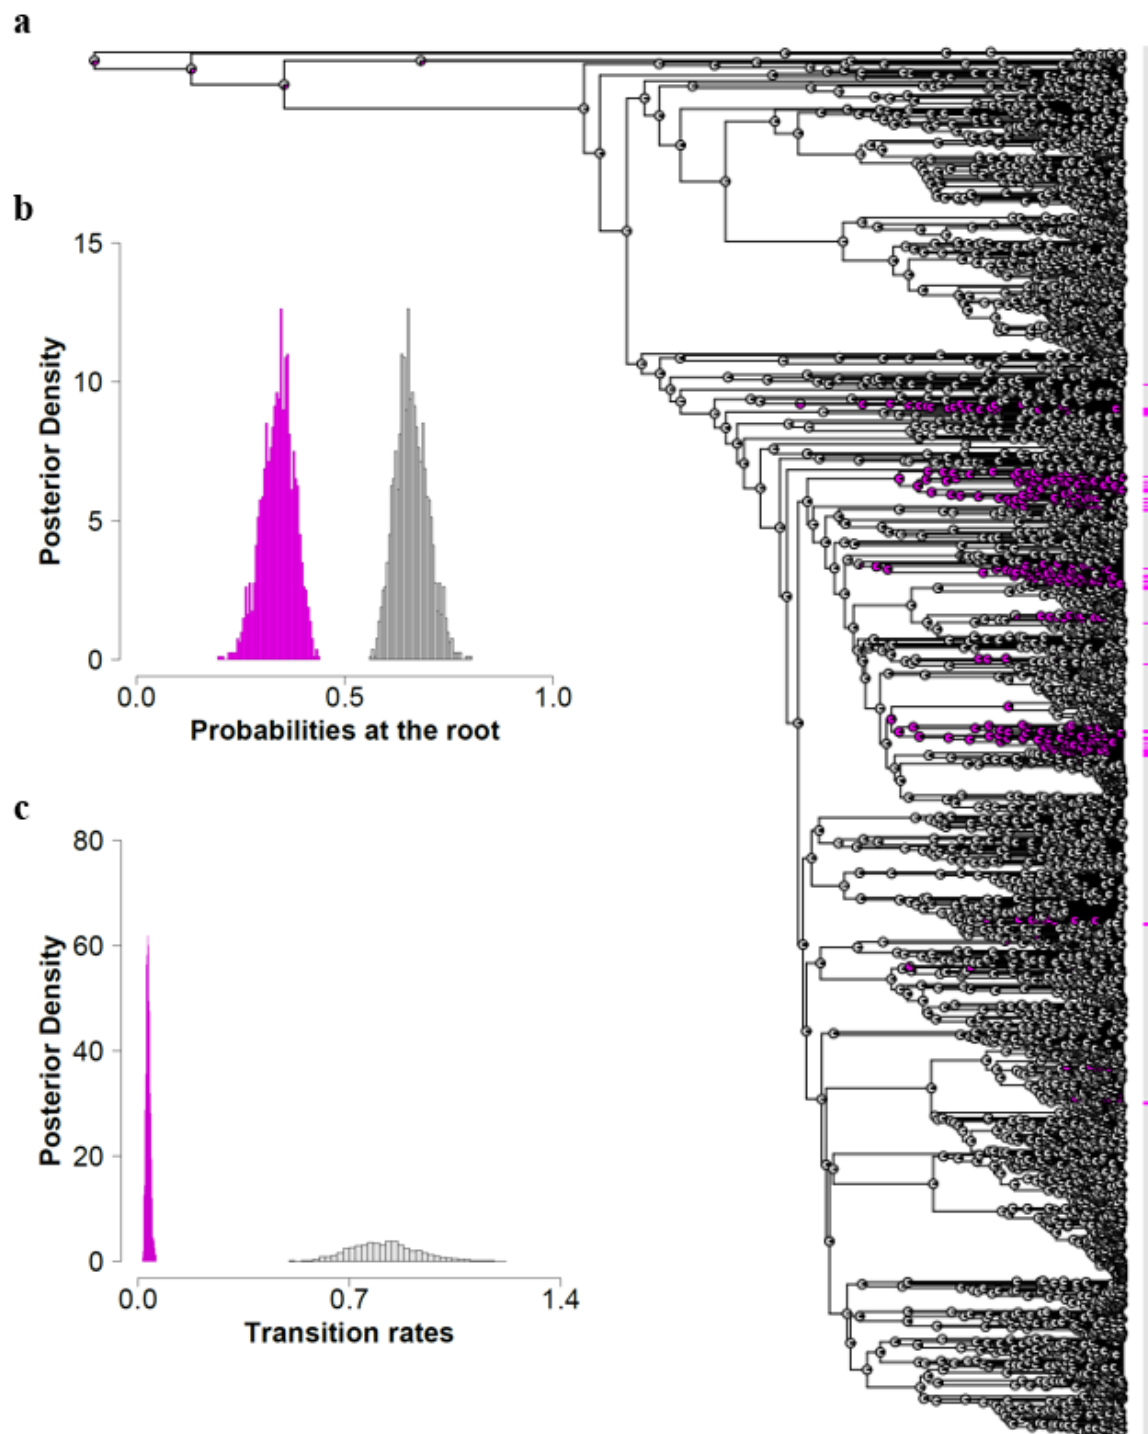 a
b
15
10
5
0
Posterior Density
0.0 0.5 1.0
Probabilities at the root
c
80
60
40
20
0
Posterior Density
0.0 0.7 1.4
Transition rates